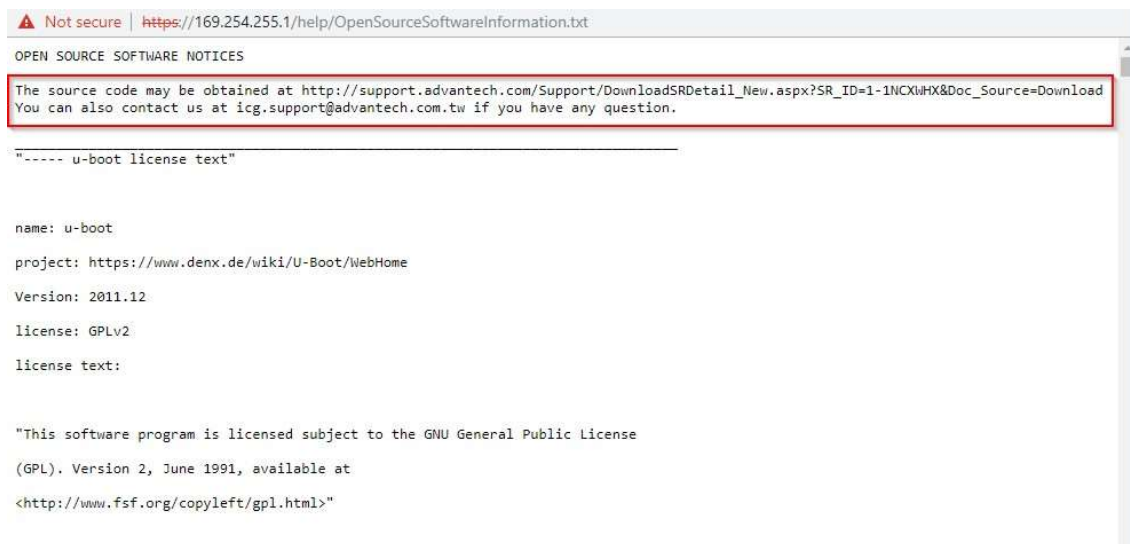 Not secure | https://169.254.255.1/help/OpenSourceSoftwareInformation.txt
OPEN SOURCE SOFTWARE NOTICES
The source code may be obtained at http://support.advantech.com/Support/DownloadSRDetail_New.aspx?SR_ID=1-1NCXWHX&Doc_Source=Download
You can also contact us at icg.support@advantech.com.tw if you have any question.
"----- u-boot license text"
name: u-boot
project: https://www.denx.de/wiki/U-Boot/WebHome
Version: 2011.12
license: GPLv2
license text:
"This software program is licensed subject to the GNU General Public License
(GPL). Version 2, June 1991, available at
<http://www.fsf.org/copyleft/gpl.html>"